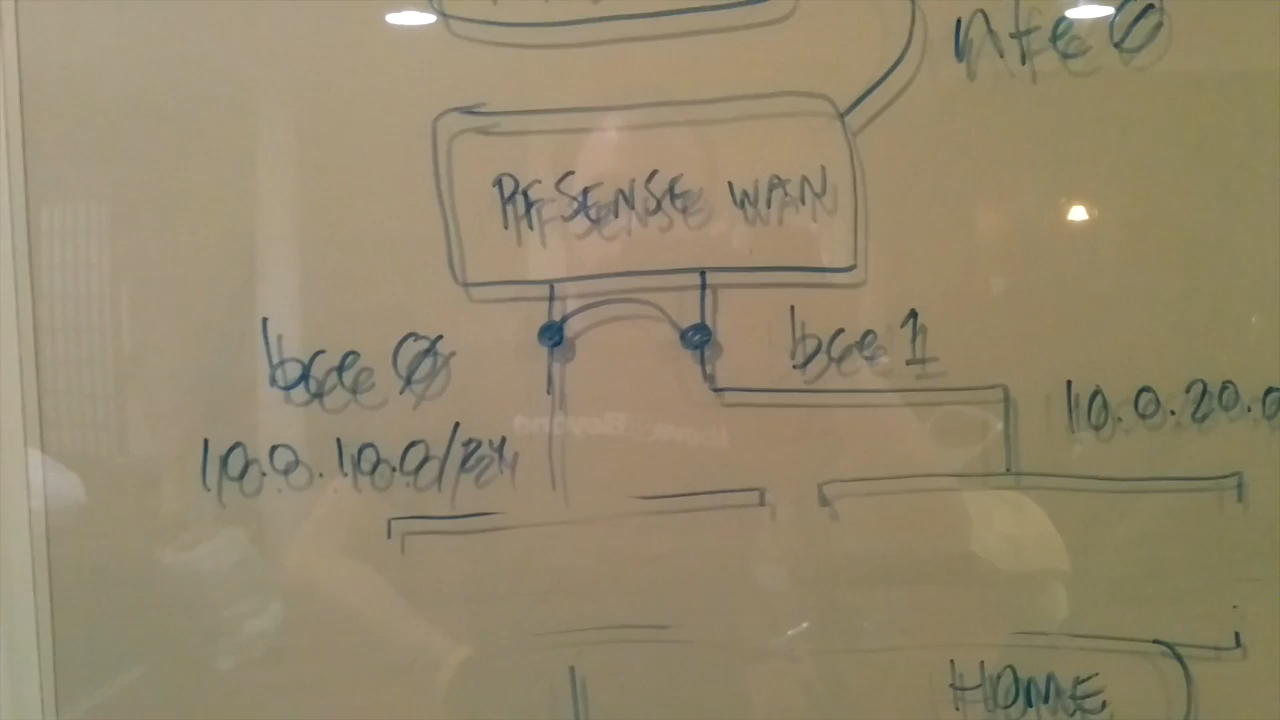 nfe0
PFSENSE WAN
bce0
bce1
10.0.20.0
10.0.10.0/24
HOME